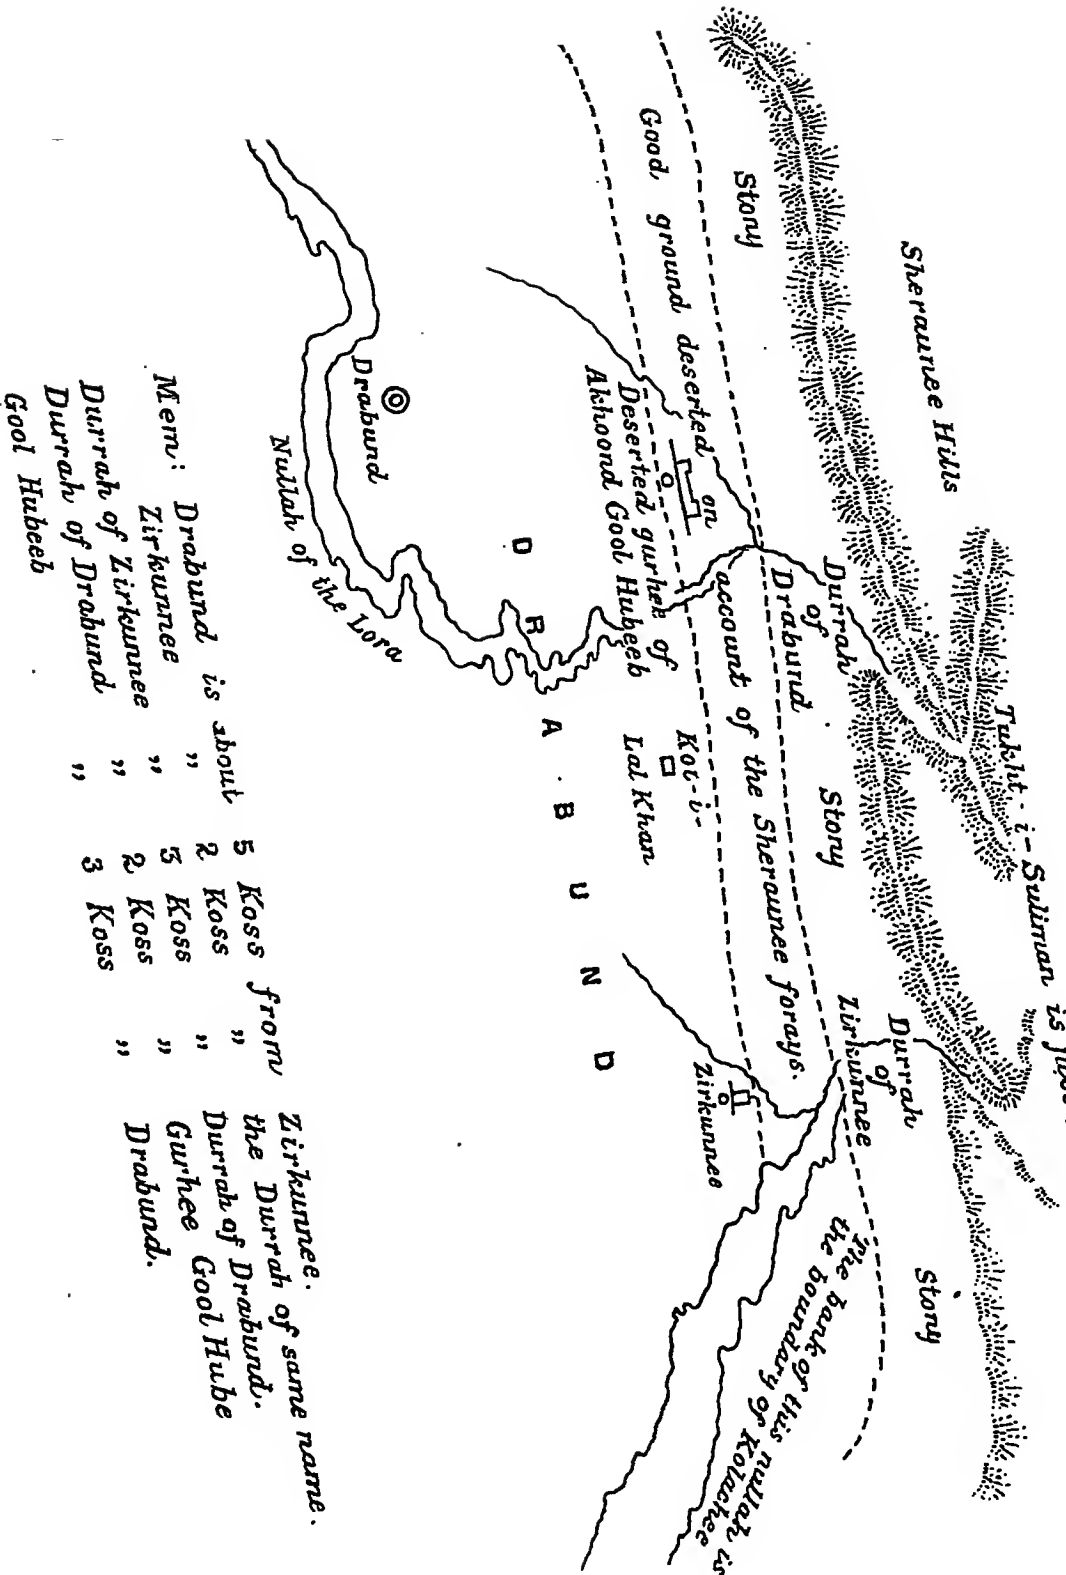 Tukht-i-Suliman is
Sheraunee Hills
Stony
Durrah
of
Drabund
Stony
Durrah
of
Zirkunnee
Stony
Good, ground deserted on account of the Sheraunee forays.
Deserted gurhee of
Akhoond Gool Hubeeb
Kot-i-
Lal Khan
Zirkunnee
The bank of this nullah is
the boundary of Kolachee
DRABUND
Drabund
Nullah of the Lora
Mem: Drabund is about 5 Koss from Zirkunnee.
Zirkunnee „ „ 2 Koss „ the Durrah of same name.
Durrah of Zirkunnee „ 5 Koss „ Durrah of Drabund.
Durrah of Drabund „ 2 Koss „ Gurhee Gool Hube
Gool Hubeeb „ 3 Koss „ Drabund.